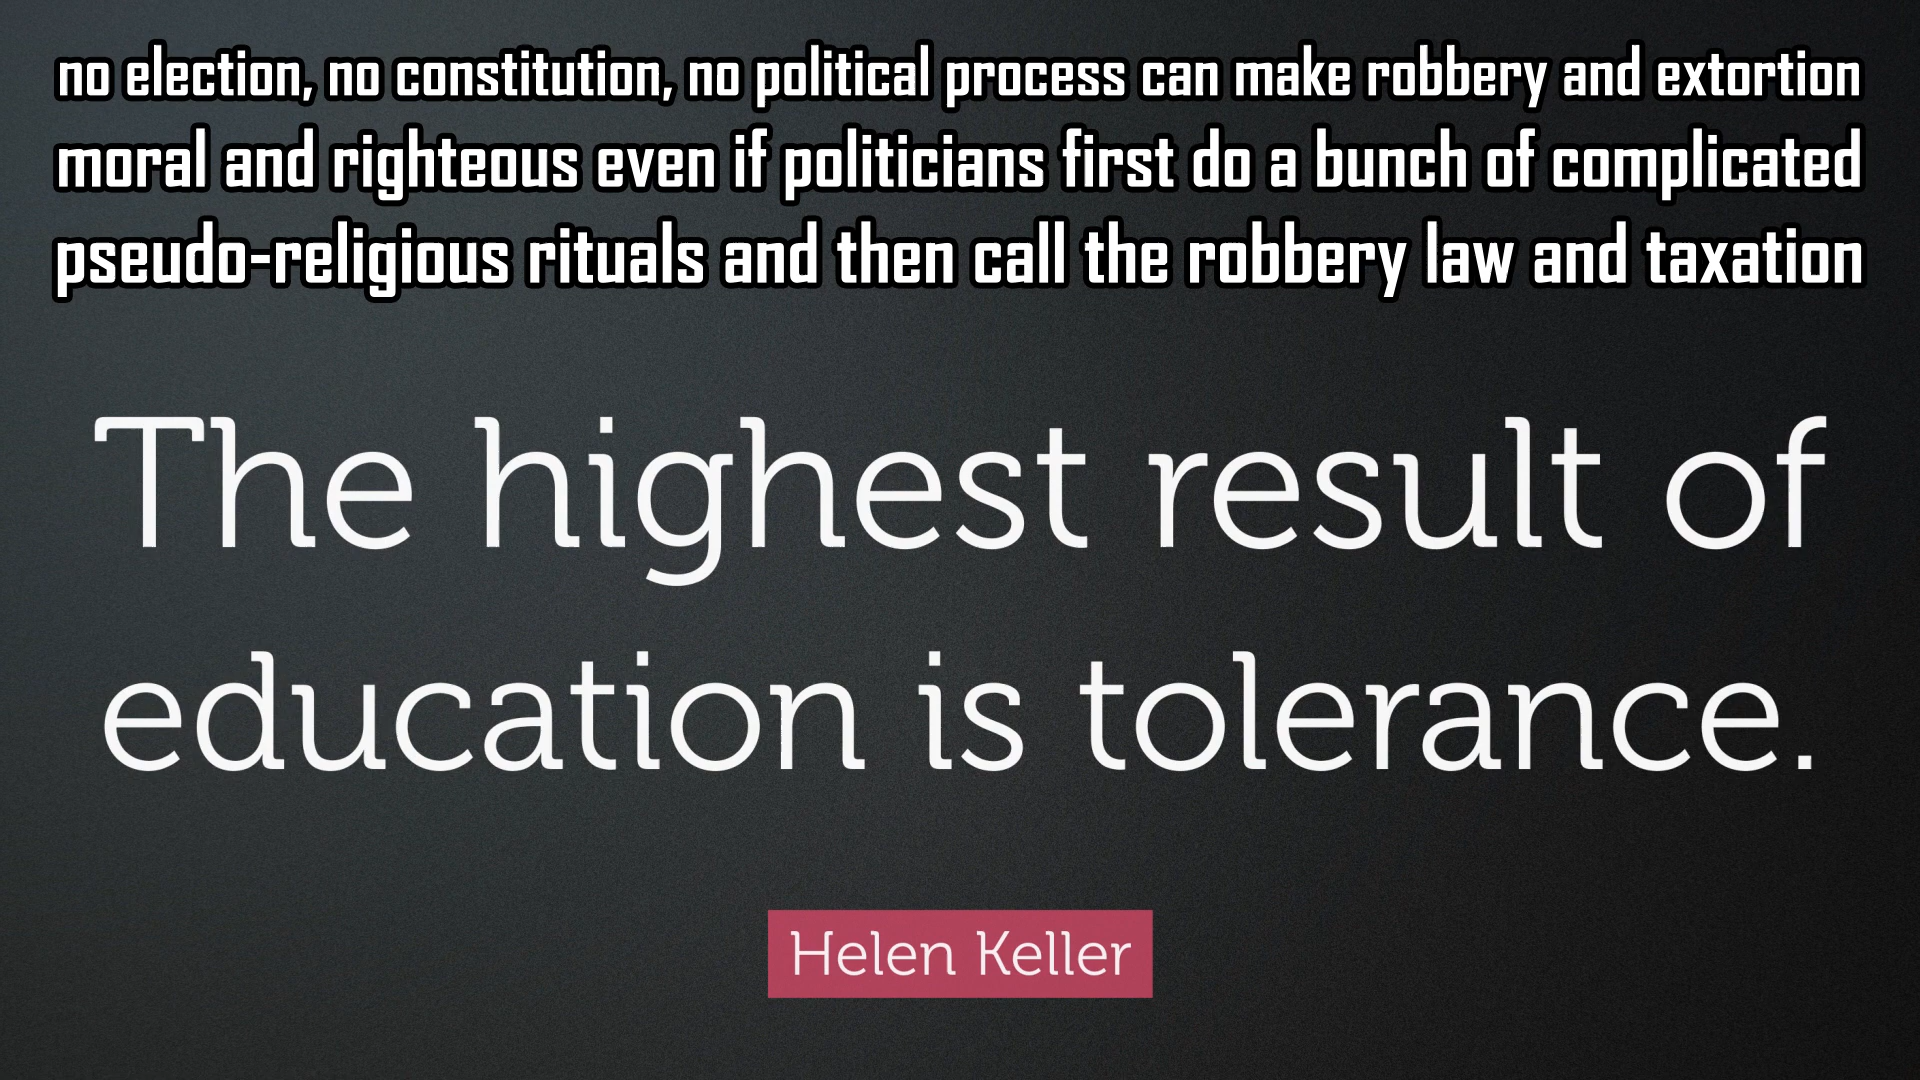 no election, no constitution, no political process can make robbery and extortion
moral and righteous even if politicians first do a bunch of complicated
pseudo-religious rituals and then call the robbery law and taxation
The highest result of
education is tolerance.
Helen Keller